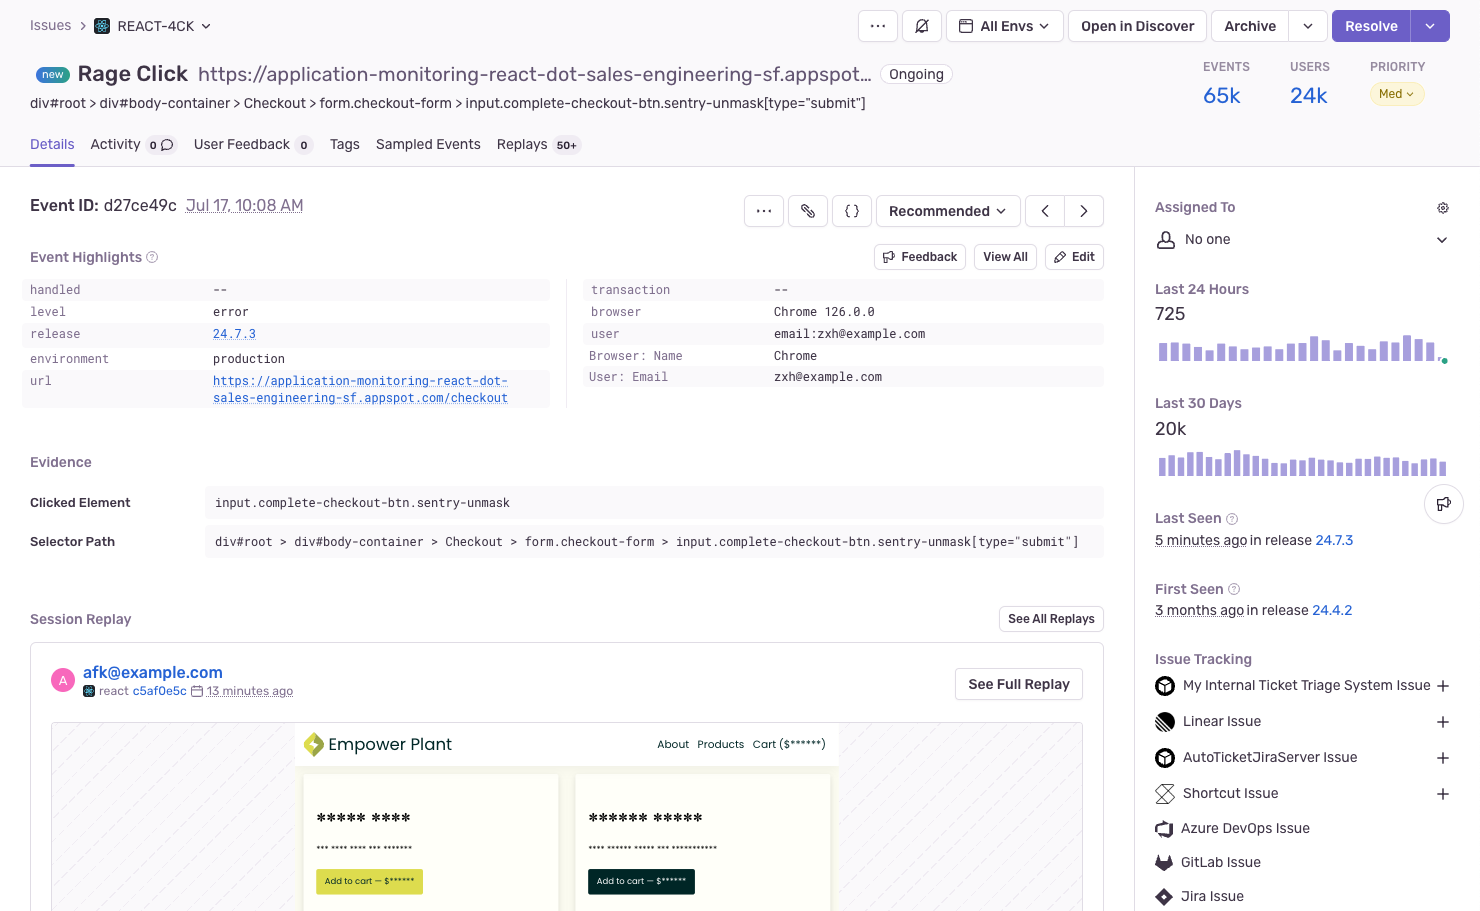 Issues > REACT-4CK
All Envs
Open in Discover
Archive
Resolve
new Rage Click https://application-monitoring-react-dot-sales-engineering-sf.appspot... Ongoing
div#root > div#body-container > Checkout > form.checkout-form > input.complete-checkout-btn.sentry-unmask[type="submit"]
EVENTS USERS PRIORITY
65k 24k Med
Details Activity 0 User Feedback 0 Tags Sampled Events Replays 50+
Event ID: d27ce49c Jul 17, 10:08 AM
... {} Recommended < >
Event Highlights ?
Feedback View All Edit
handled --
level error
release 24.7.3
environment production
url https://application-monitoring-react-dot-
sales-engineering-sf.appspot.com/checkout
transaction --
browser Chrome 126.0.0
user email:zxh@example.com
Browser: Name Chrome
User: Email zxh@example.com
Evidence
Clicked Element input.complete-checkout-btn.sentry-unmask
Selector Path div#root > div#body-container > Checkout > form.checkout-form > input.complete-checkout-btn.sentry-unmask[type="submit"]
Session Replay See All Replays
A afk@example.com
react c5af0e5c 13 minutes ago
See Full Replay
Empower Plant About Products Cart ($******)
***** **** ****** *****
*** **** **** *** ******* **** ****** ***** *** ***********
Add to cart — $****** Add to cart — $******
Assigned To
No one
Last 24 Hours
725
Last 30 Days
20k
Last Seen ?
5 minutes ago in release 24.7.3
First Seen ?
3 months ago in release 24.4.2
Issue Tracking
My Internal Ticket Triage System Issue +
Linear Issue +
AutoTicketJiraServer Issue +
Shortcut Issue +
Azure DevOps Issue
GitLab Issue
Jira Issue